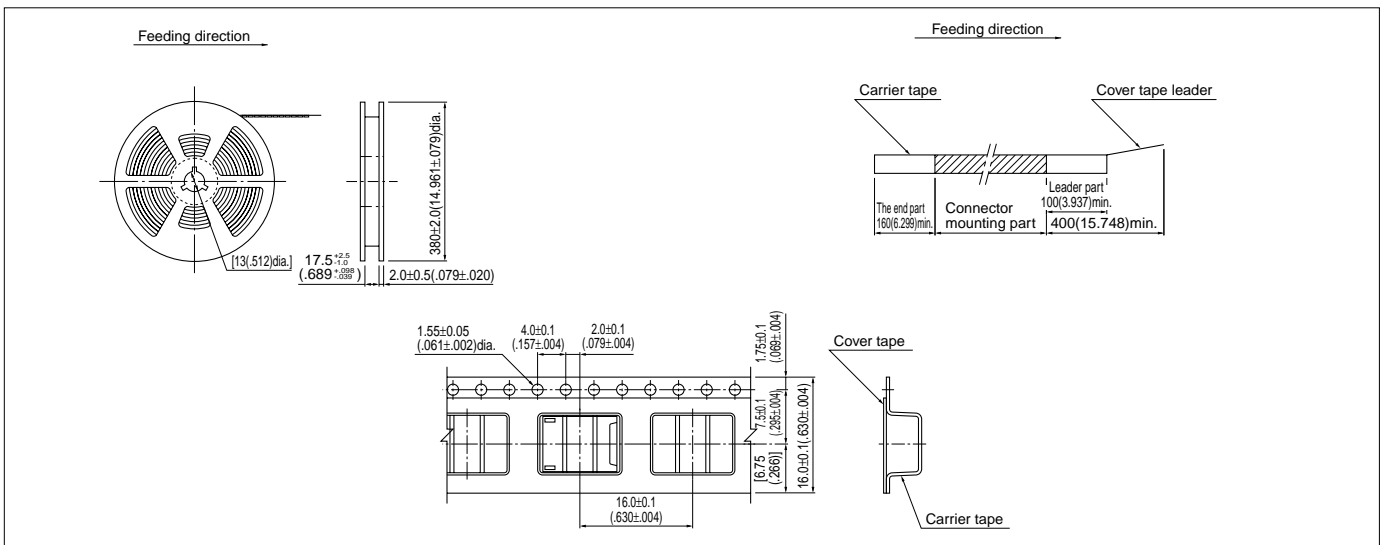 Feeding direction
380±2.0(14.961±.079)dia.
[13(.512)dia.]
17.5 +2.5 -1.0
(.689 +.098 -.039)
2.0±0.5(.079±.020)
Feeding direction
Carrier tape
Cover tape leader
The end part
160(6.299)min.
Connector
mounting part
Leader part
100(3.937)min.
400(15.748)min.
1.55±0.05
(.061±.002)dia.
4.0±0.1
(.157±.004)
2.0±0.1
(.079±.004)
1.75±0.1
(.069±.004)
7.5±0.1
(.295±.004)
[6.75
(.266)]
16.0±0.1(.630±.004)
16.0±0.1
(.630±.004)
Cover tape
Carrier tape